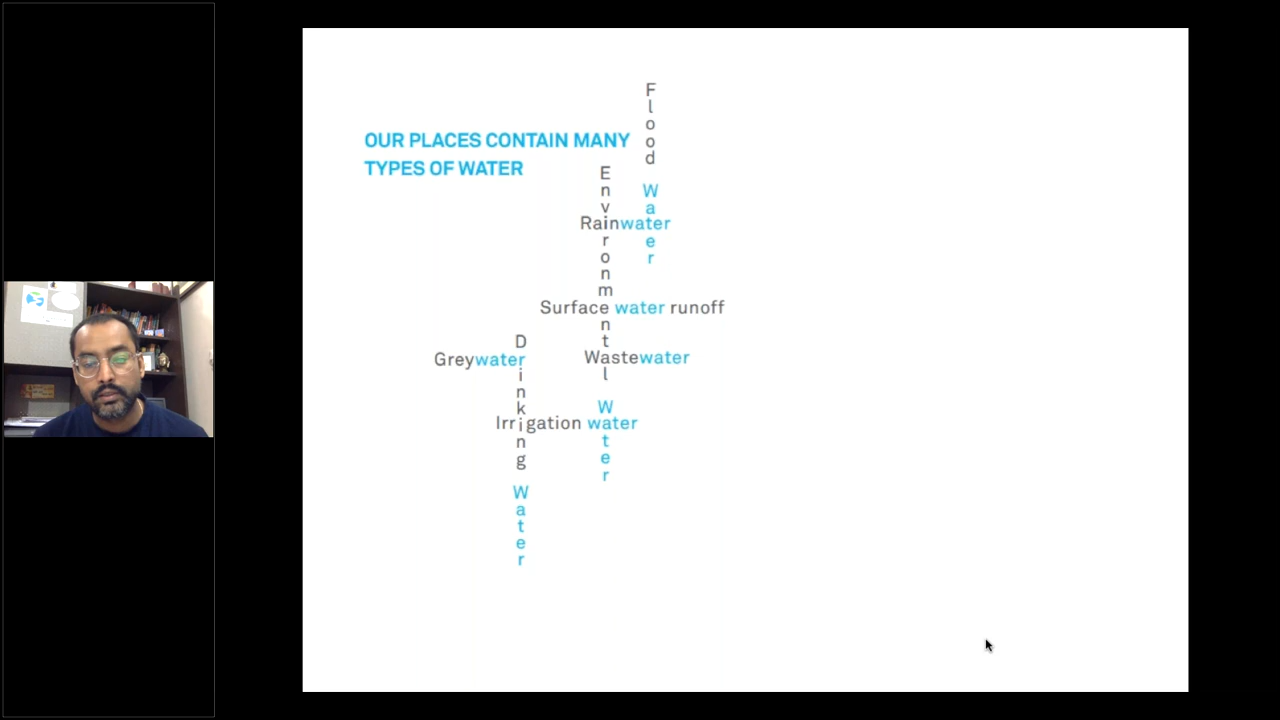 OUR PLACES CONTAIN MANY
TYPES OF WATER
Flood Water
Environmental Water
Rainwater
Surface water runoff
Drinking Water
Greywater
Wastewater
Irrigation water